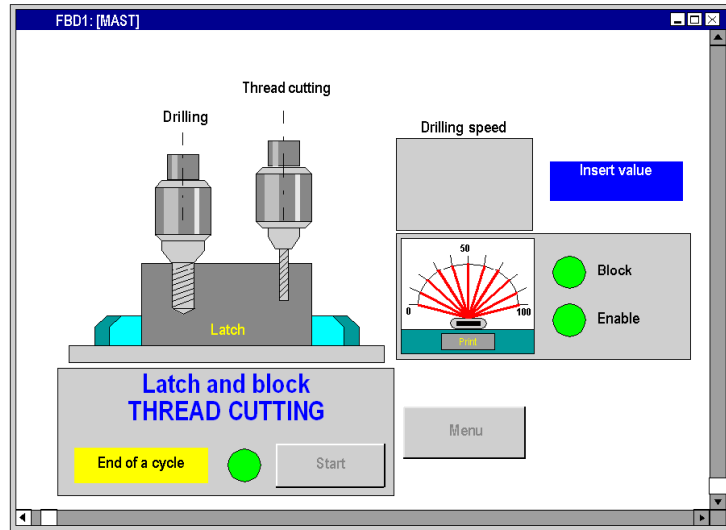 FBD1: [MAST]
Thread cutting
Drilling
Drilling speed
Insert value
50
0
100
Print
Block
Enable
Latch
Latch and block
THREAD CUTTING
End of a cycle
Start
Menu